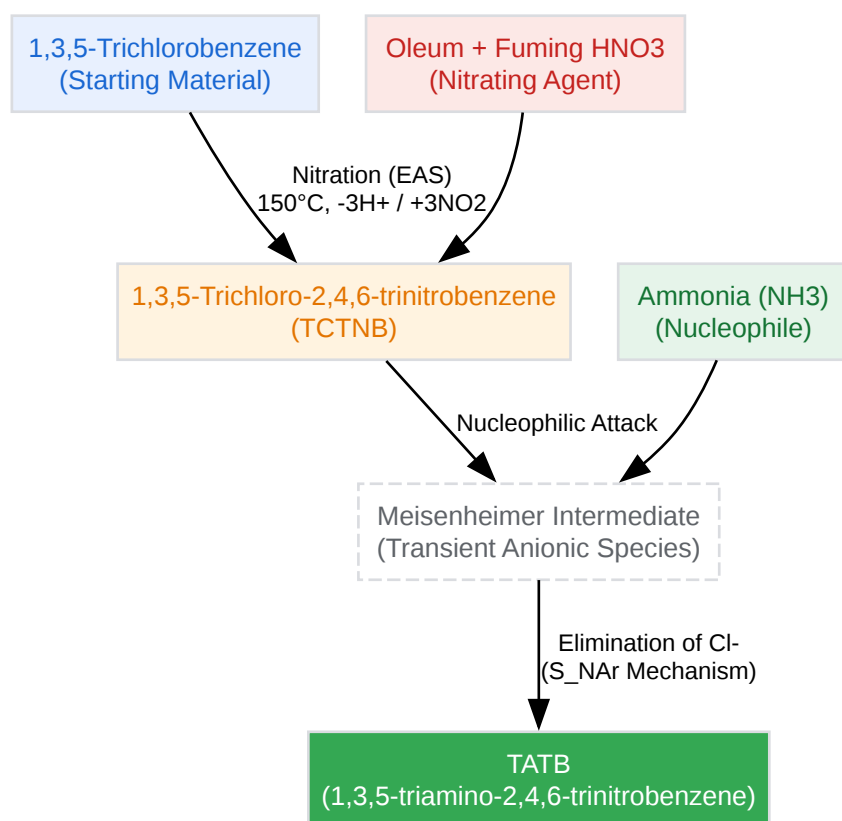 1,3,5-Trichlorobenzene
(Starting Material)
Oleum + Fuming HNO3
(Nitrating Agent)
Nitration (EAS)
150°C, -3H+ / +3NO2
1,3,5-Trichloro-2,4,6-trinitrobenzene
(TCTNB)
Ammonia (NH3)
(Nucleophile)
Nucleophilic Attack
Meisenheimer Intermediate
(Transient Anionic Species)
Elimination of Cl-
(S_NAr Mechanism)
TATB
(1,3,5-triamino-2,4,6-trinitrobenzene)